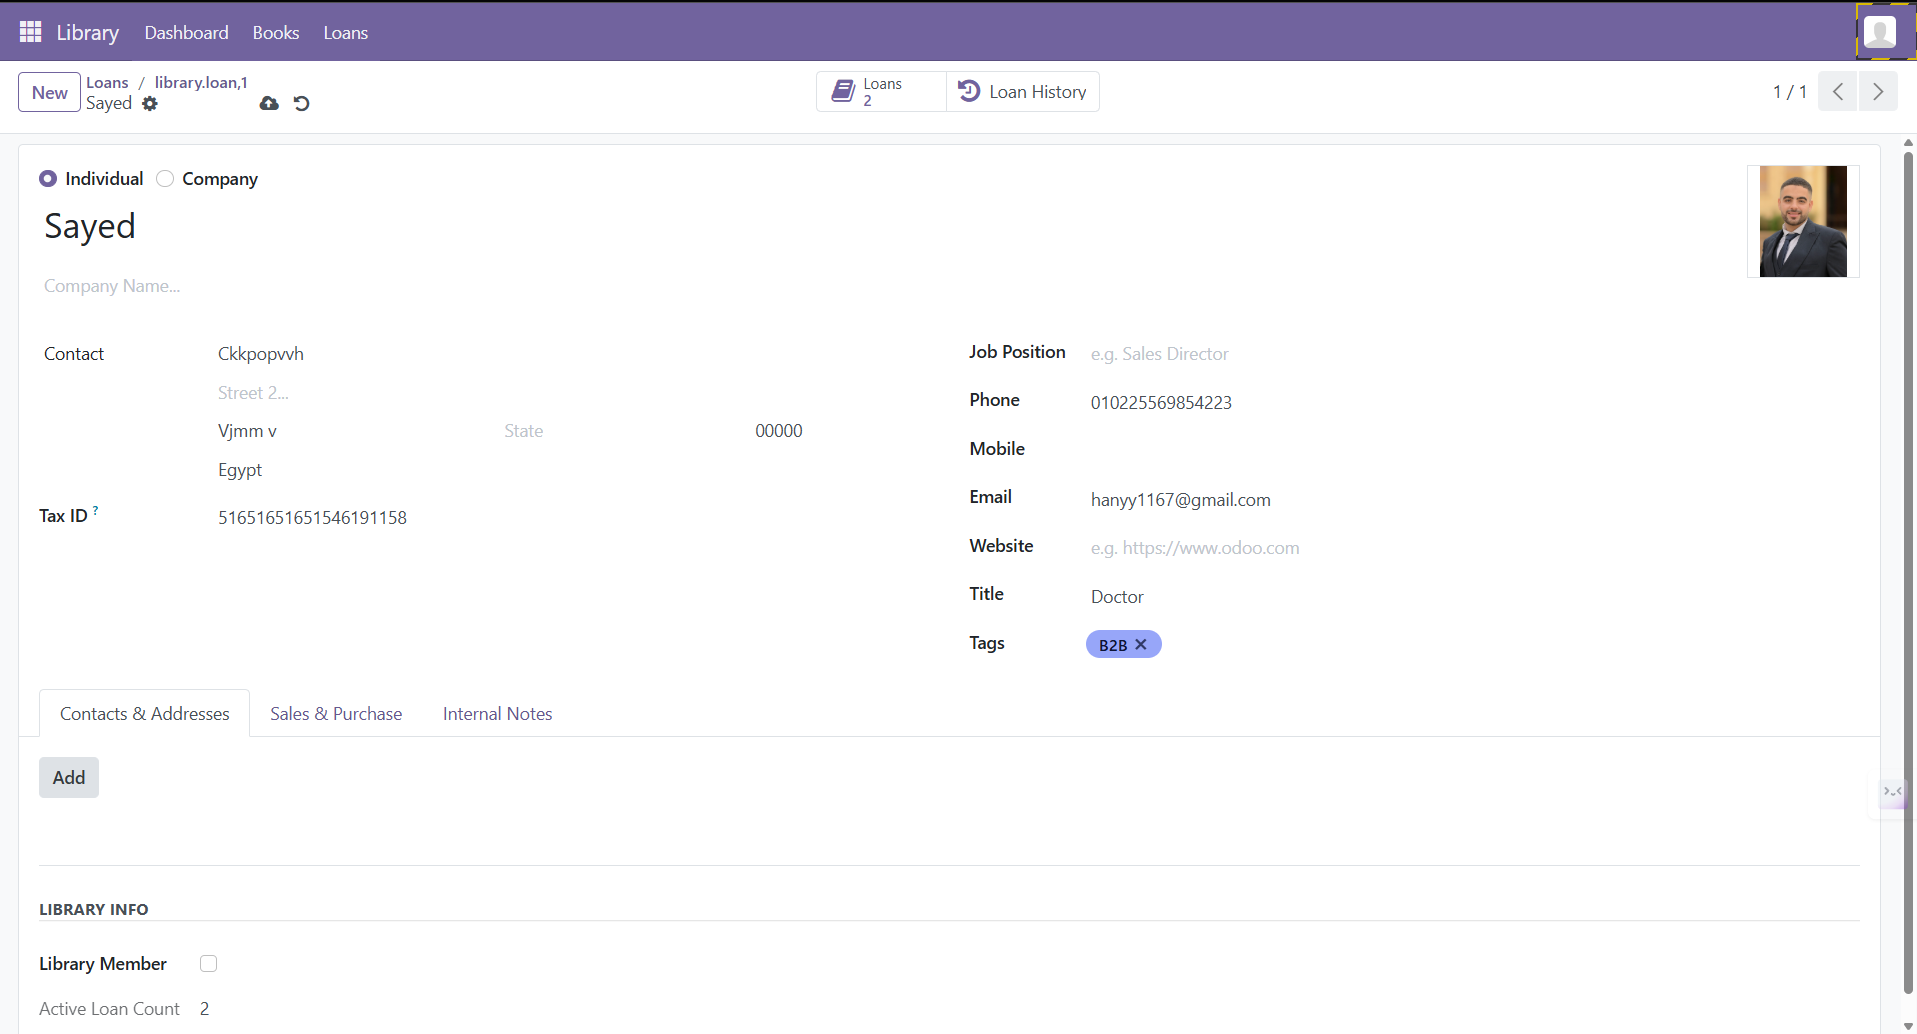 Library Dashboard Books Loans
New Loans / library.loan,1
Sayed
Loans
2
Loan History
1 / 1
Individual Company
Sayed
Company Name...
Contact Ckkpopvvh
Street 2...
Vjmm v State 00000
Egypt
Tax ID ? 51651651651546191158
Job Position e.g. Sales Director
Phone 010225569854223
Mobile
Email hanyy1167@gmail.com
Website e.g. https://www.odoo.com
Title Doctor
Tags B2B
Contacts & Addresses Sales & Purchase Internal Notes
Add
LIBRARY INFO
Library Member
Active Loan Count 2